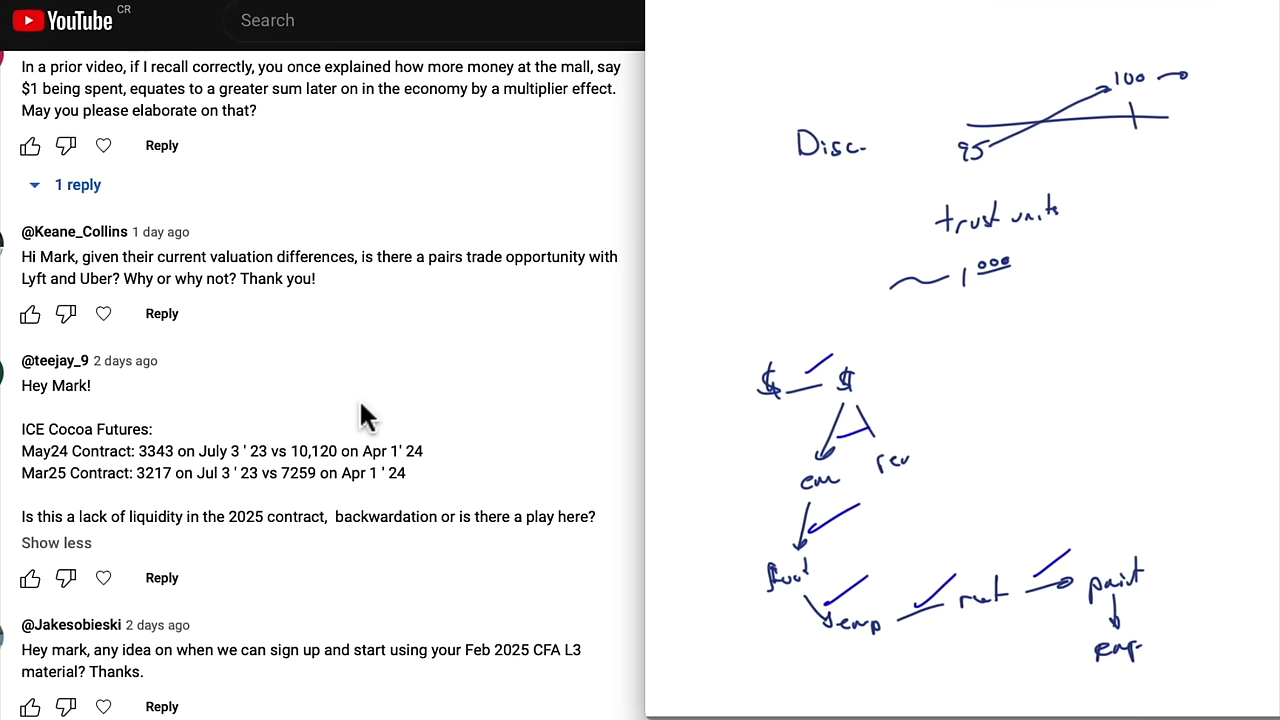 YouTube CR
Search
In a prior video, if I recall correctly, you once explained how more money at the mall, say
$1 being spent, equates to a greater sum later on in the economy by a multiplier effect.
May you please elaborate on that?
Reply
1 reply
@Keane_Collins 1 day ago
Hi Mark, given their current valuation differences, is there a pairs trade opportunity with
Lyft and Uber? Why or why not? Thank you!
Reply
@teejay_9 2 days ago
Hey Mark!
ICE Cocoa Futures:
May24 Contract: 3343 on July 3 ' 23 vs 10,120 on Apr 1' 24
Mar25 Contract: 3217 on Jul 3 ' 23 vs 7259 on Apr 1 ' 24
Is this a lack of liquidity in the 2025 contract, backwardation or is there a play here?
Show less
Reply
@Jakesobieski 2 days ago
Hey mark, any idea on when we can sign up and start using your Feb 2025 CFA L3
material? Thanks.
Reply
100
Disc.
95
trust units
1000
$ $
rev
em
emp
rent
paint
emp